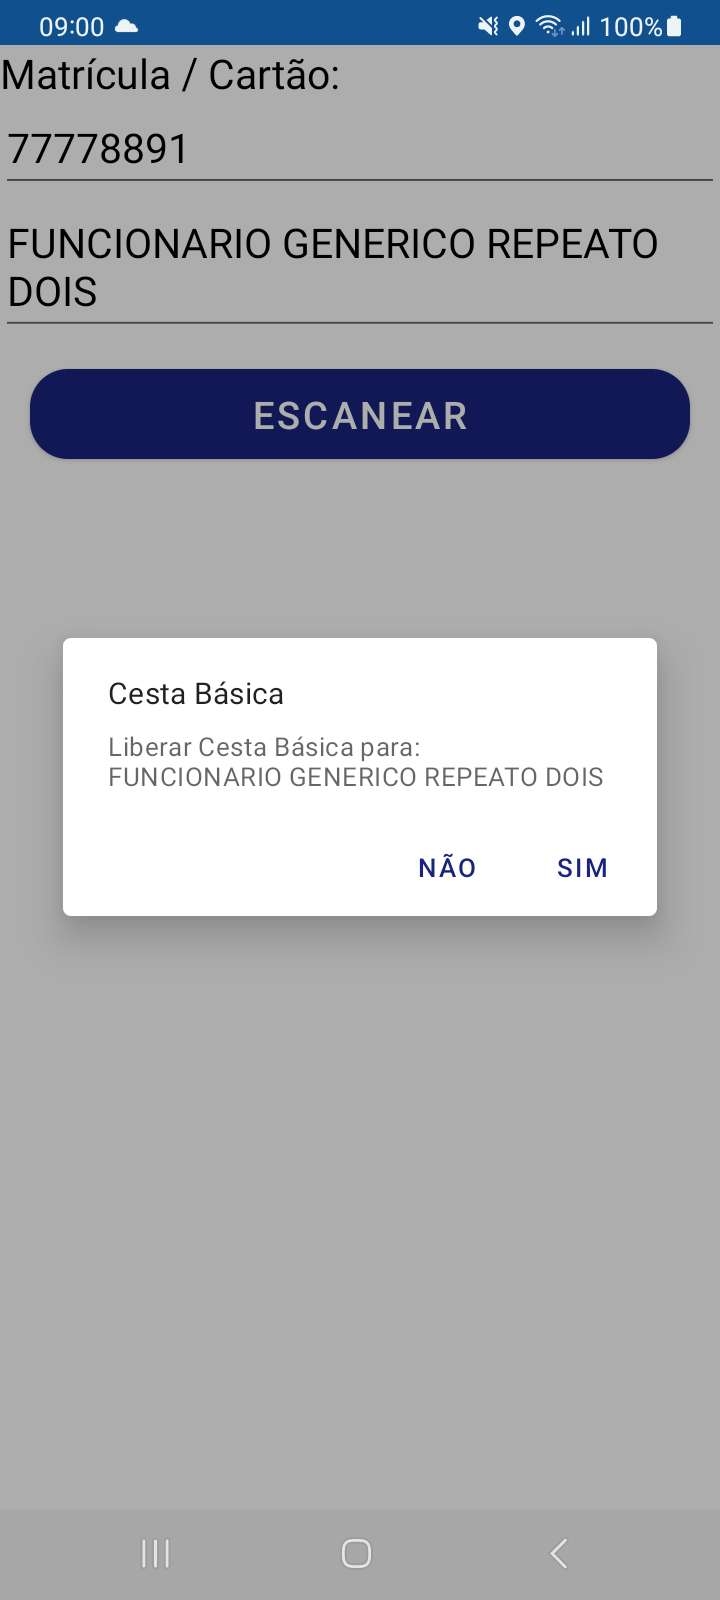 09:00 100%
Matrícula / Cartão:
77778891
FUNCIONARIO GENERICO REPEATO
DOIS
ESCANEAR
Cesta Básica
Liberar Cesta Básica para:
FUNCIONARIO GENERICO REPEATO DOIS
NÃO SIM